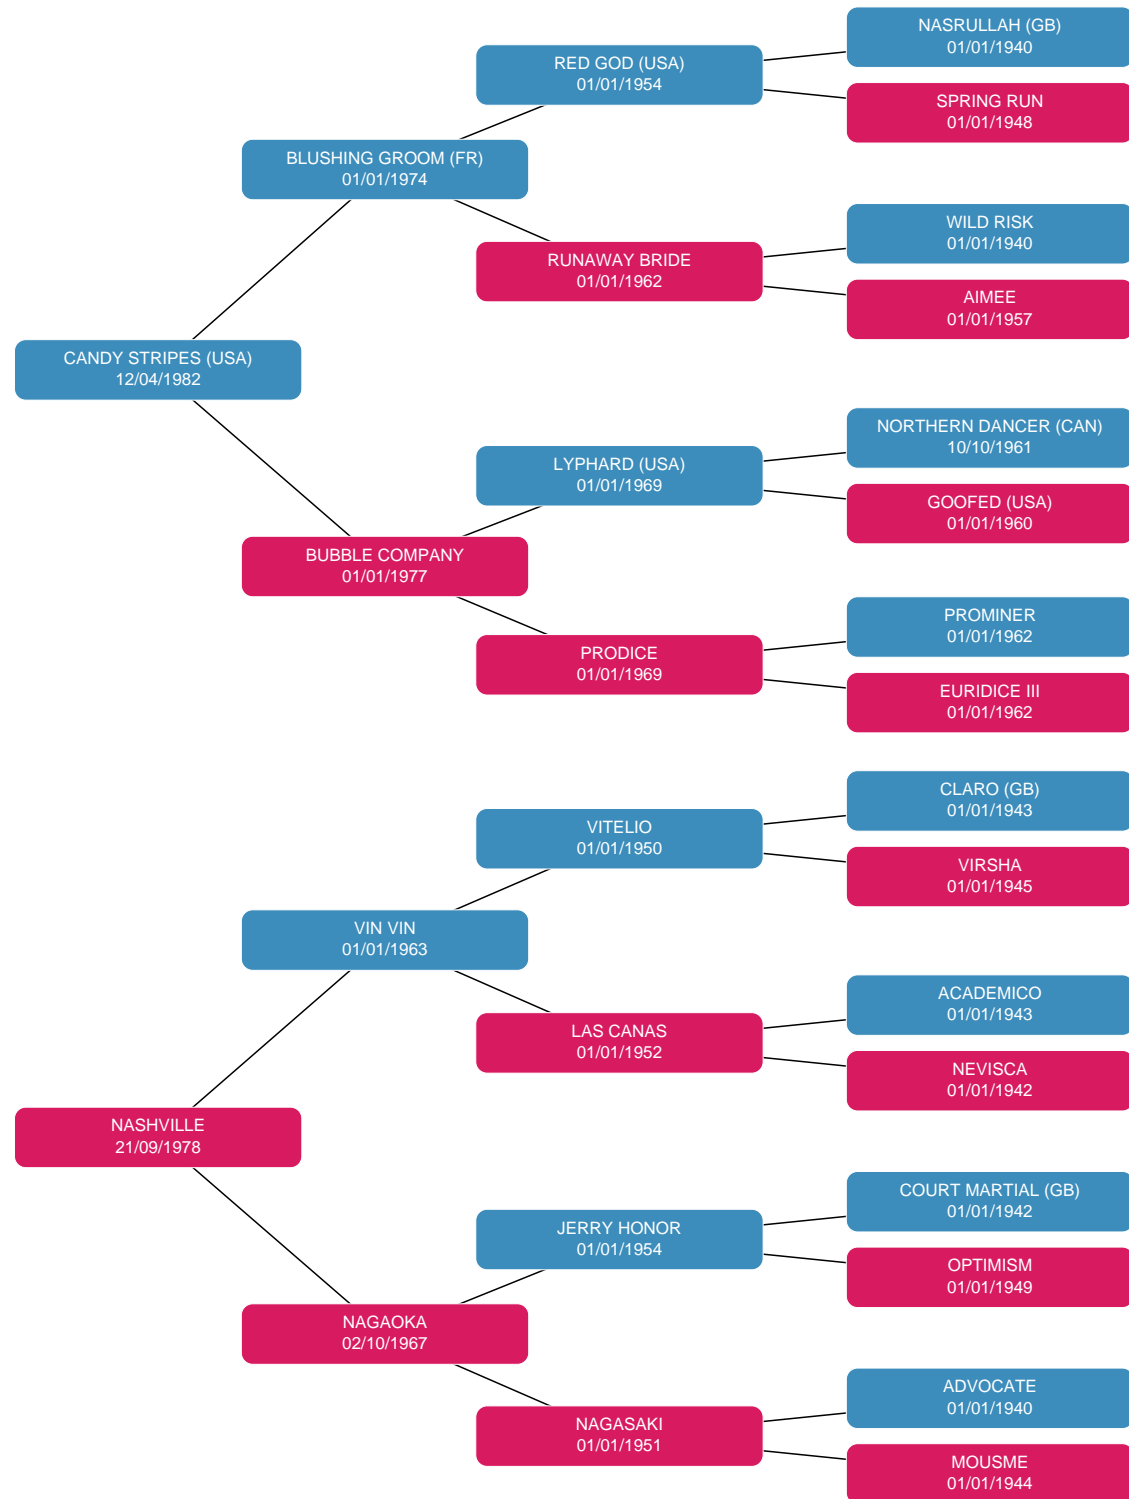 NASRULLAH (GB)
01/01/1940
RED GOD (USA)
01/01/1954
SPRING RUN
01/01/1948
BLUSHING GROOM (FR)
01/01/1974
WILD RISK
01/01/1940
RUNAWAY BRIDE
01/01/1962
AIMEE
01/01/1957
CANDY STRIPES (USA)
12/04/1982
NORTHERN DANCER (CAN)
10/10/1961
LYPHARD (USA)
01/01/1969
GOOFED (USA)
01/01/1960
BUBBLE COMPANY
01/01/1977
PROMINER
01/01/1962
PRODICE
01/01/1969
EURIDICE III
01/01/1962
CLARO (GB)
01/01/1943
VITELIO
01/01/1950
VIRSHA
01/01/1945
VIN VIN
01/01/1963
ACADEMICO
01/01/1943
LAS CANAS
01/01/1952
NEVISCA
01/01/1942
NASHVILLE
21/09/1978
COURT MARTIAL (GB)
01/01/1942
JERRY HONOR
01/01/1954
OPTIMISM
01/01/1949
NAGAOKA
02/10/1967
ADVOCATE
01/01/1940
NAGASAKI
01/01/1951
MOUSME
01/01/1944